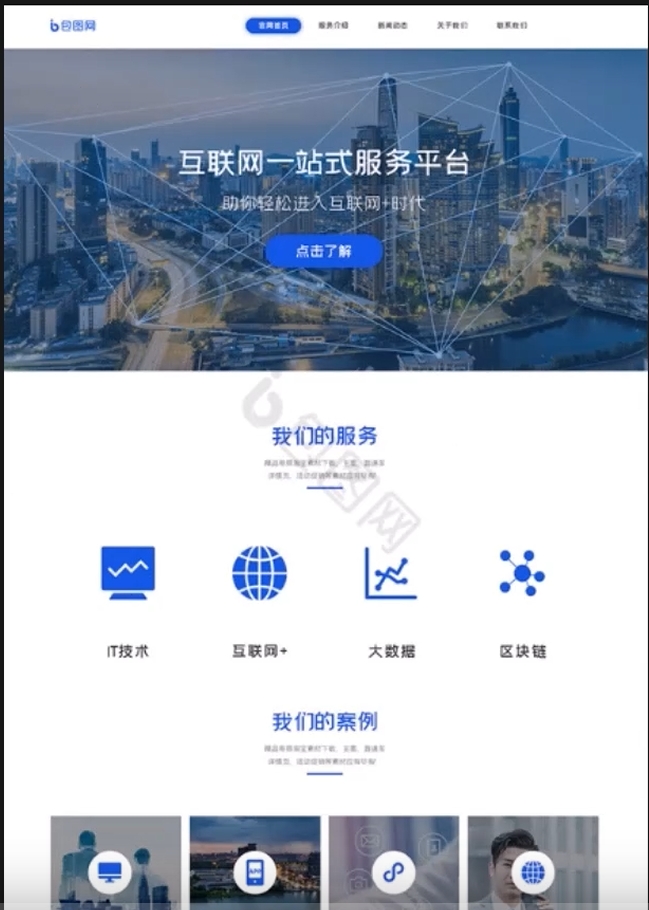 包图网
官网首页 服务介绍 新闻动态 关于我们 联系我们
互联网一站式服务平台
助你轻松进入互联网+时代
点击了解
包图网
我们的服务
IT技术 互联网+ 大数据 区块链
我们的案例